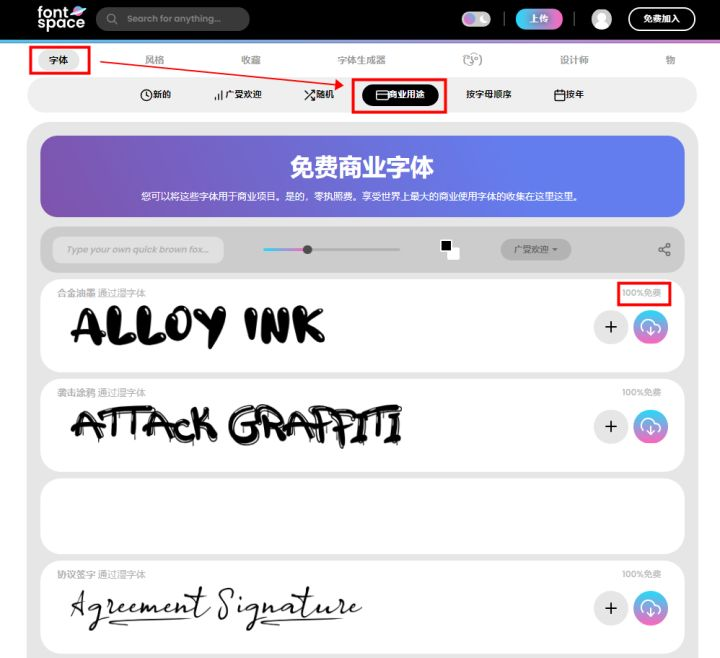 font
space
Search for anything...
上传
免费加入
字体
风格
收藏
字体生成器
( ͡° ͜ʖ ͡°)
设计师
物
新的
广受欢迎
随机
商业用途
按字母顺序
按年
免费商业字体
您可以将这些字体用于商业项目。是的，零执照费。享受世界上最大的商业使用字体的收集在这里这里。
Type your own quick brown fox...
广受欢迎
合金油墨 通过湿字体
100%免费
ALLOY INK
袭击涂鸦 通过湿字体
100%免费
ATTACK GRAFFITI
协议签字 通过湿字体
100%免费
Agreement Signature